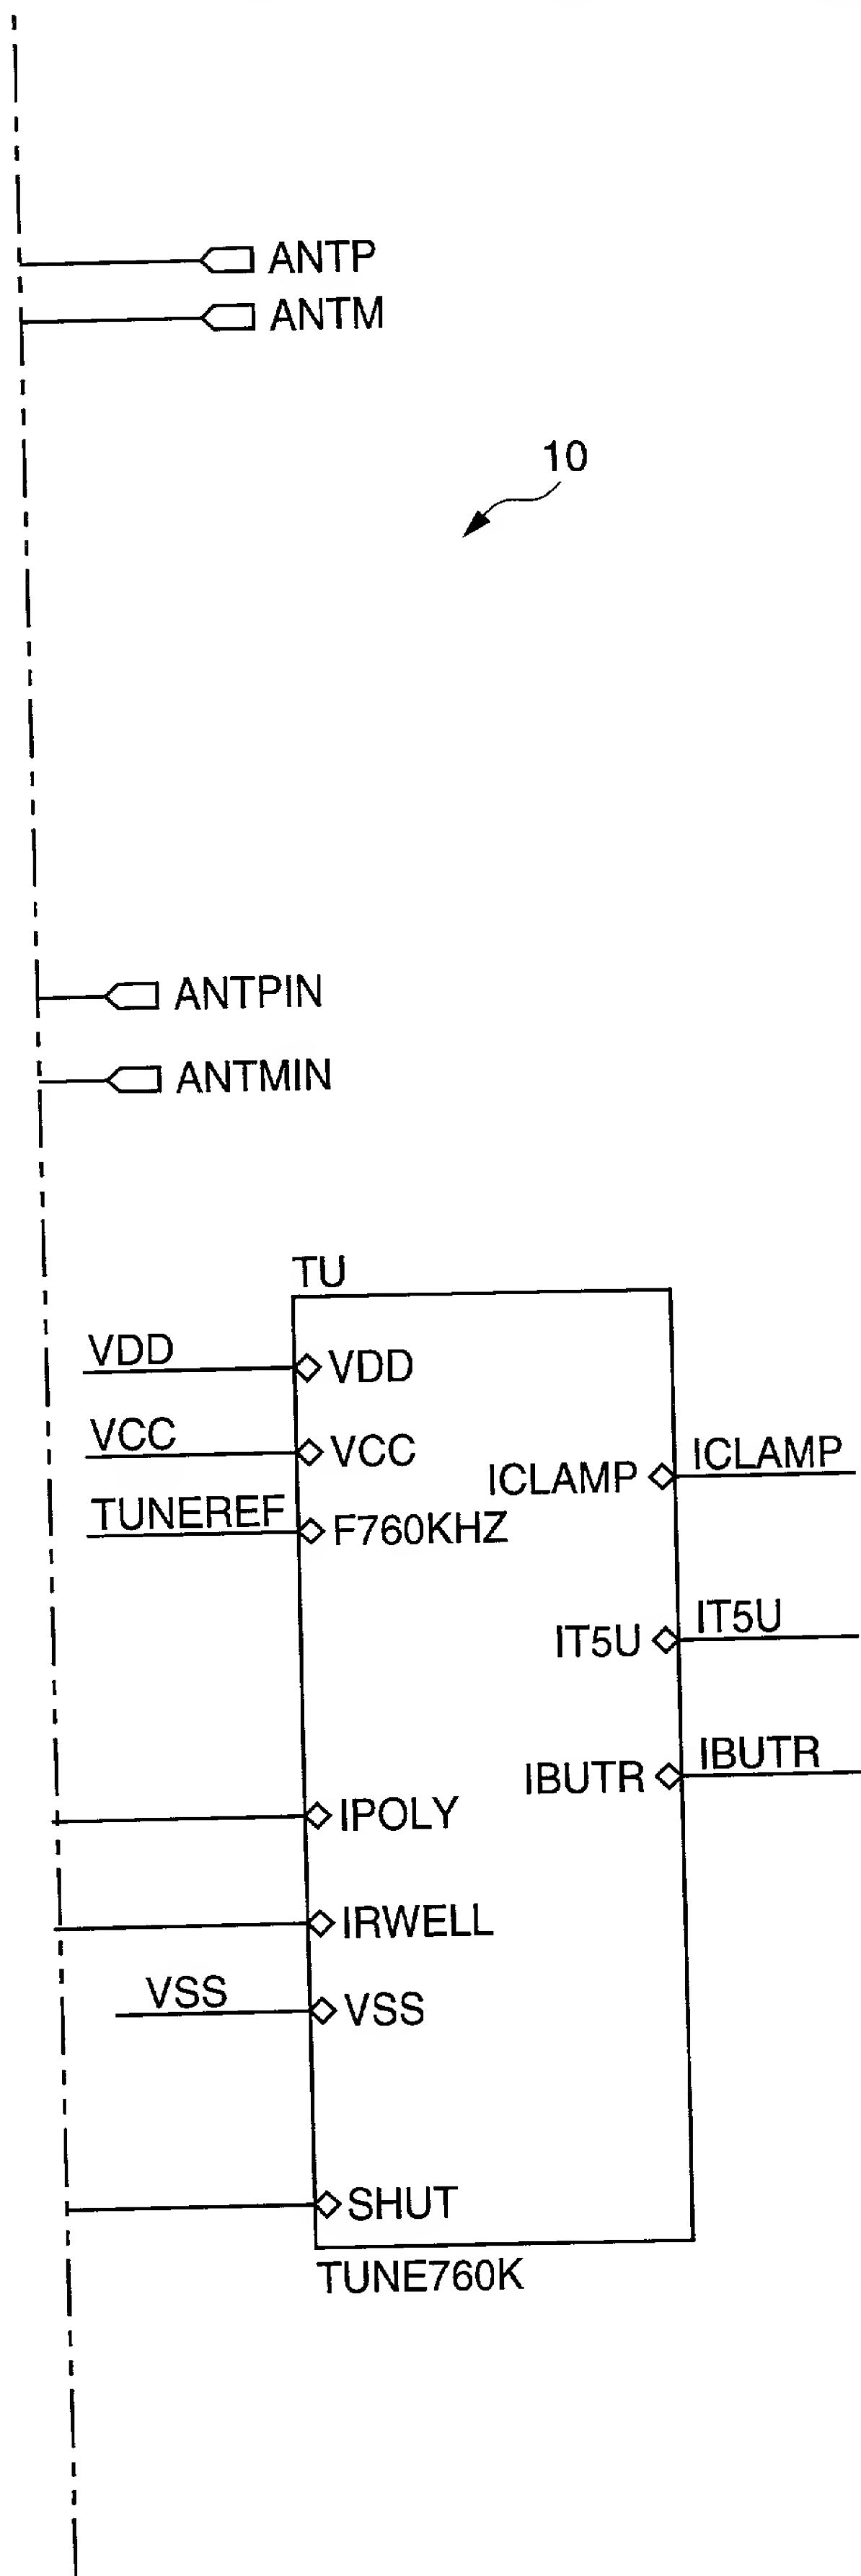 ANTP
ANTM
10
ANTPIN
ANTMIN
TU
VDD
VDD
VCC
VCC
ICLAMP
ICLAMP
TUNEREF
F760KHZ
IT5U
IT5U
IBUTR
IBUTR
IPOLY
IRWELL
VSS
VSS
SHUT
TUNE760K